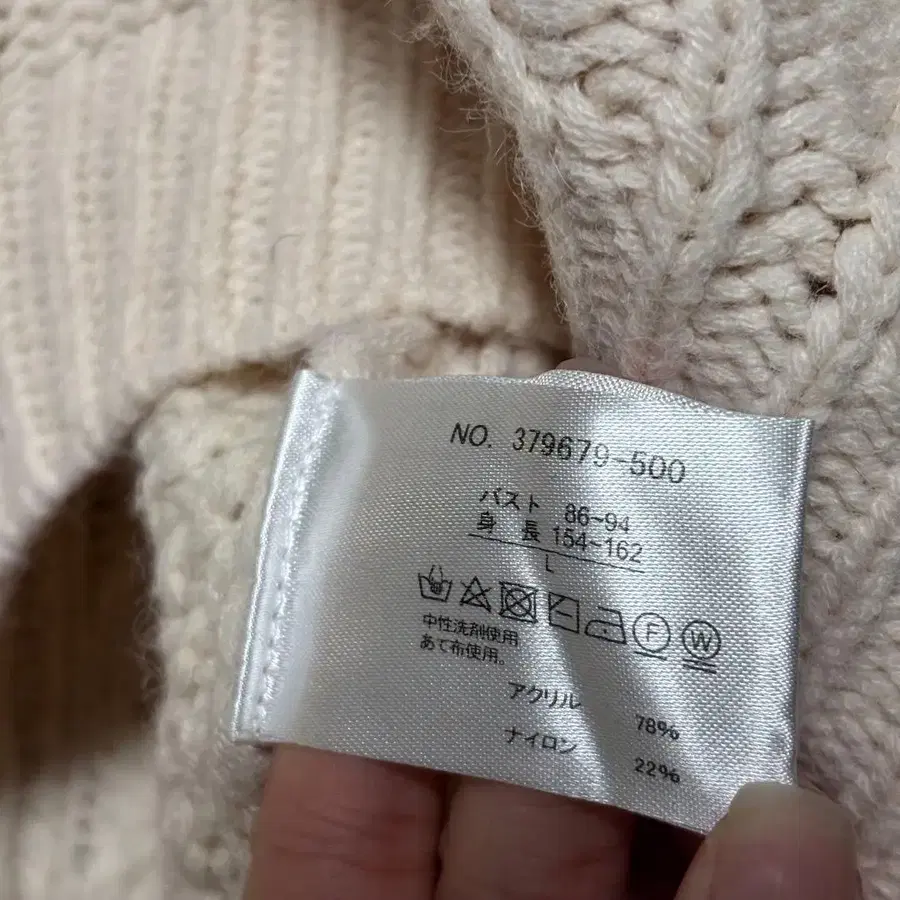 NO. 379679-500
バスト 86~94
身 長 154~162
L
F W
中性洗剤使用
あて布使用。
アクリル 78%
ナイロン 22%